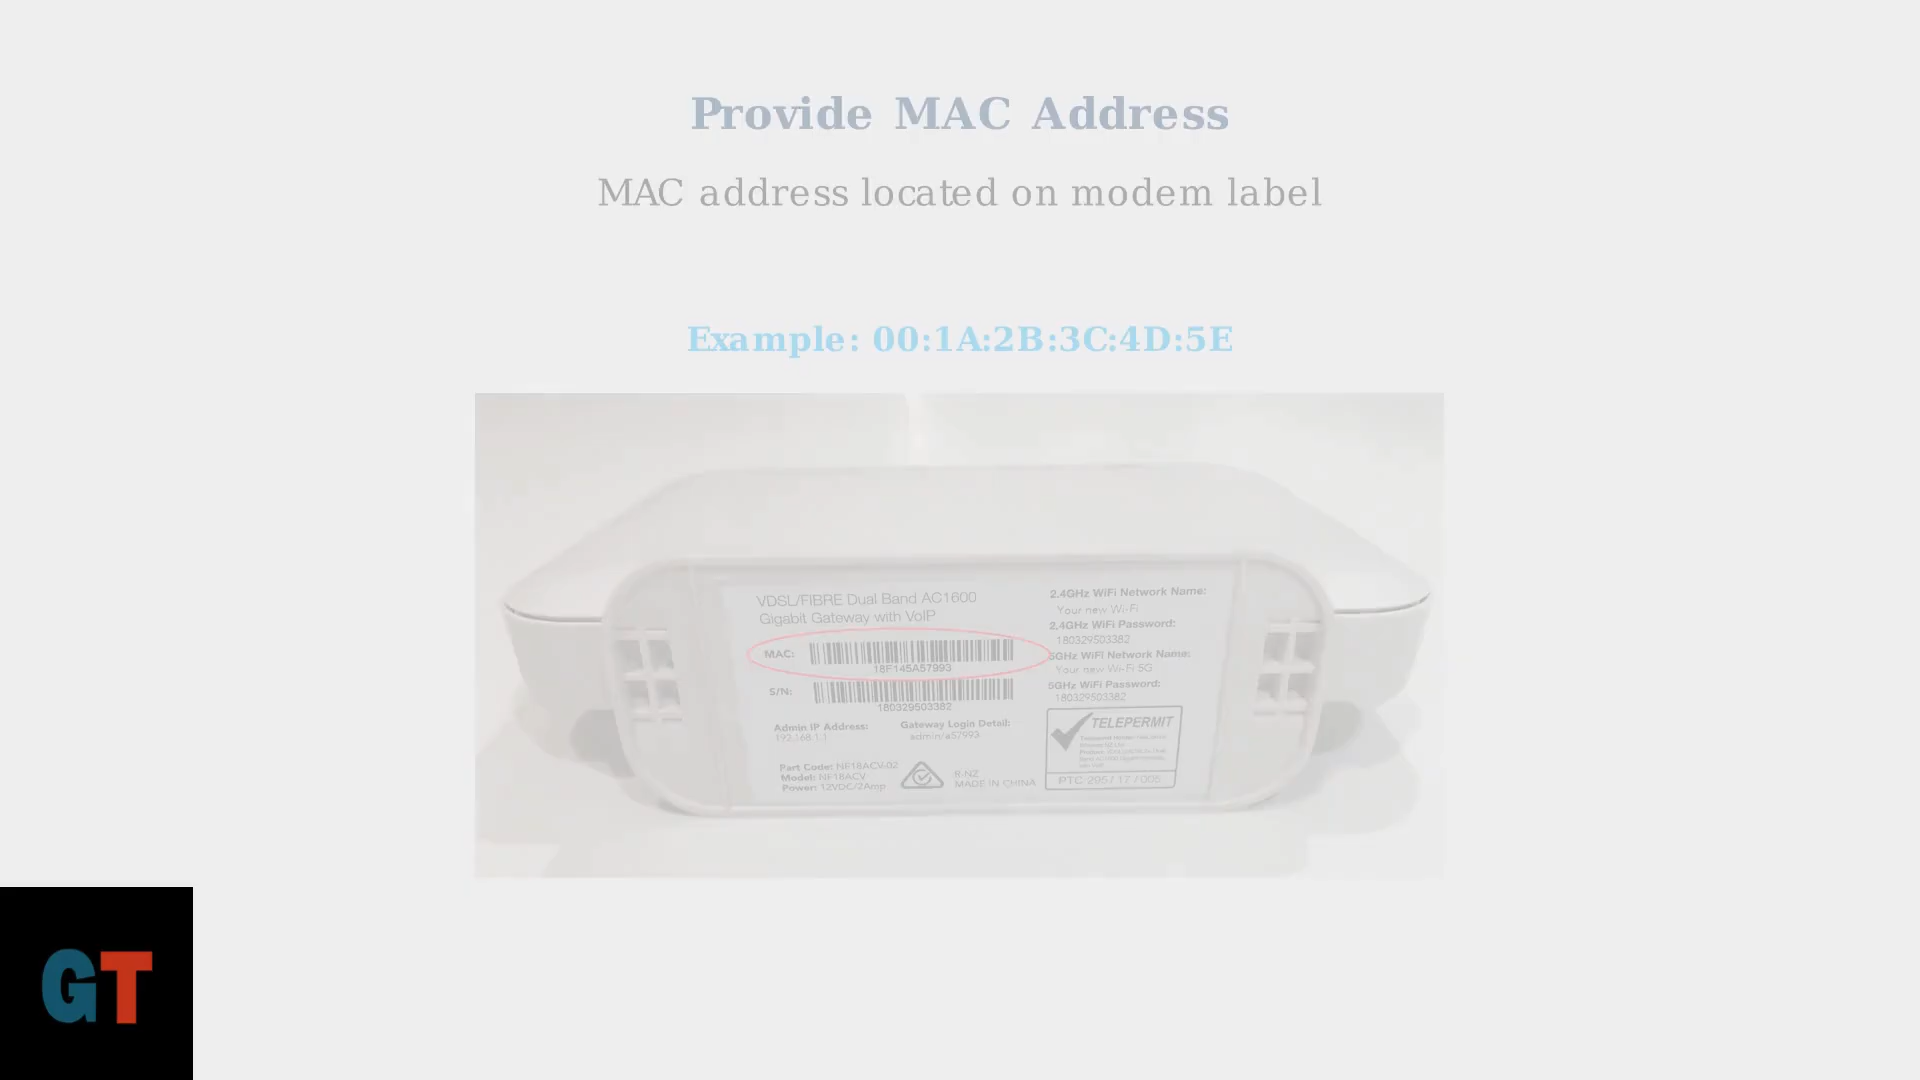 Provide MAC Address
MAC address located on modem label
Example: 00:1A:2B:3C:4D:5E
VDSL/FIBRE Dual Band AC1600
Gigabit Gateway with VoIP
MAC:
18F145A57993
S/N:
180329503382
Admin IP Address:
192.168.1.1
Gateway Login Detail:
admin/a57993
Part Code: NF18ACV-02
Model: NF18ACV
Power: 12VDC/2Amp
R-NZ
MADE IN CHINA
2.4GHz WiFi Network Name:
Your new Wi-Fi
2.4GHz WiFi Password:
180329503382
5GHz WiFi Network Name:
Your new Wi-Fi 5G
5GHz WiFi Password:
180329503382
TELEPERMIT
PTC 295/17/005
GT